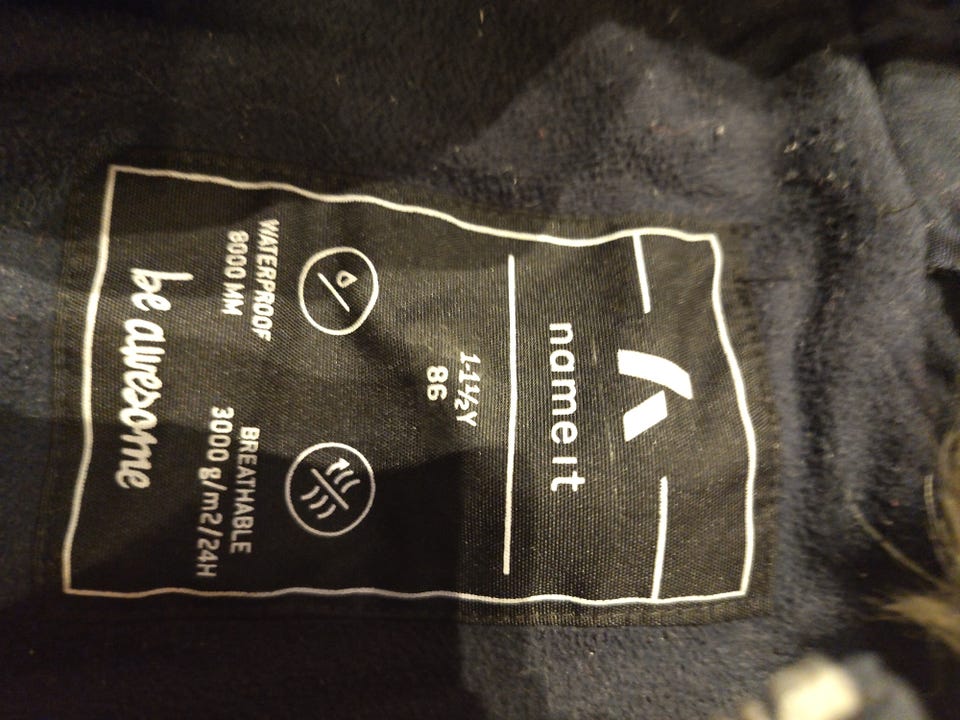 name it
1-1½Y
86
WATERPROOF
8000 MM
BREATHABLE
3000 g/m2/24H
be awesome